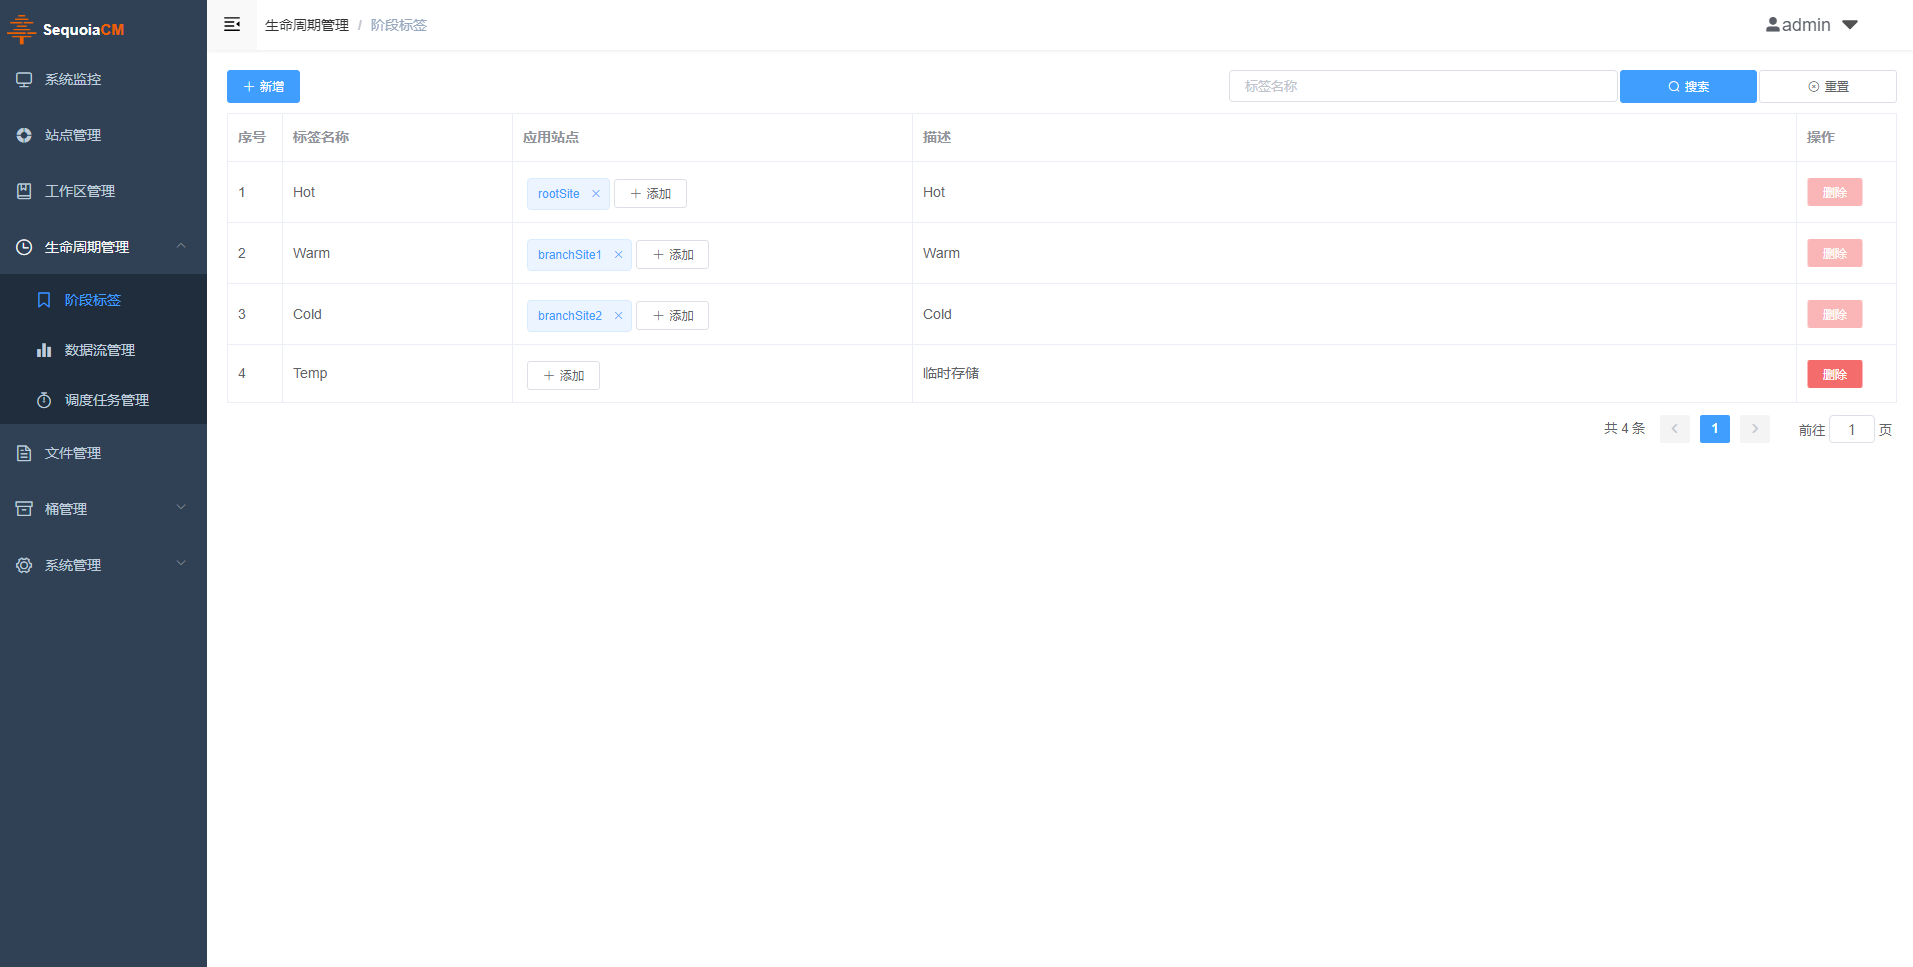 SequoiaCM
系统监控
站点管理
工作区管理
生命周期管理
阶段标签
数据流管理
调度任务管理
文件管理
桶管理
系统管理
生命周期管理 / 阶段标签
admin
新增
标签名称
搜索
重置
序号 标签名称 应用站点 描述 操作
1 Hot rootSite 添加 Hot 删除
2 Warm branchSite1 添加 Warm 删除
3 Cold branchSite2 添加 Cold 删除
4 Temp 添加 临时存储 删除
共 4 条 1 前往 1 页